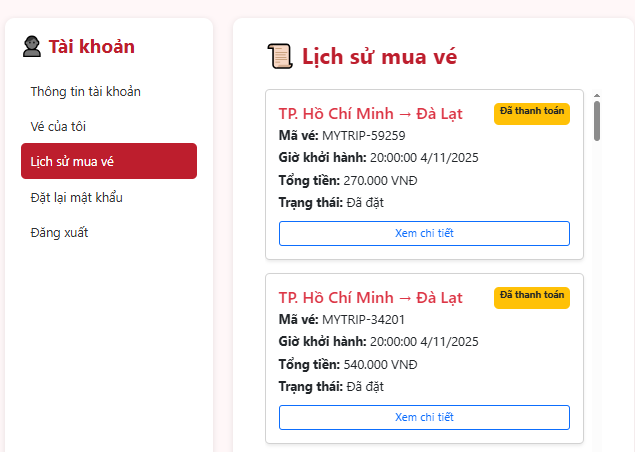 Tài khoản
Thông tin tài khoản
Vé của tôi
Lịch sử mua vé
Đặt lại mật khẩu
Đăng xuất
Lịch sử mua vé
TP. Hồ Chí Minh → Đà Lạt
Đã thanh toán
Mã vé: MYTRIP-59259
Giờ khởi hành: 20:00:00 4/11/2025
Tổng tiền: 270.000 VNĐ
Trạng thái: Đã đặt
Xem chi tiết
TP. Hồ Chí Minh → Đà Lạt
Đã thanh toán
Mã vé: MYTRIP-34201
Giờ khởi hành: 20:00:00 4/11/2025
Tổng tiền: 540.000 VNĐ
Trạng thái: Đã đặt
Xem chi tiết